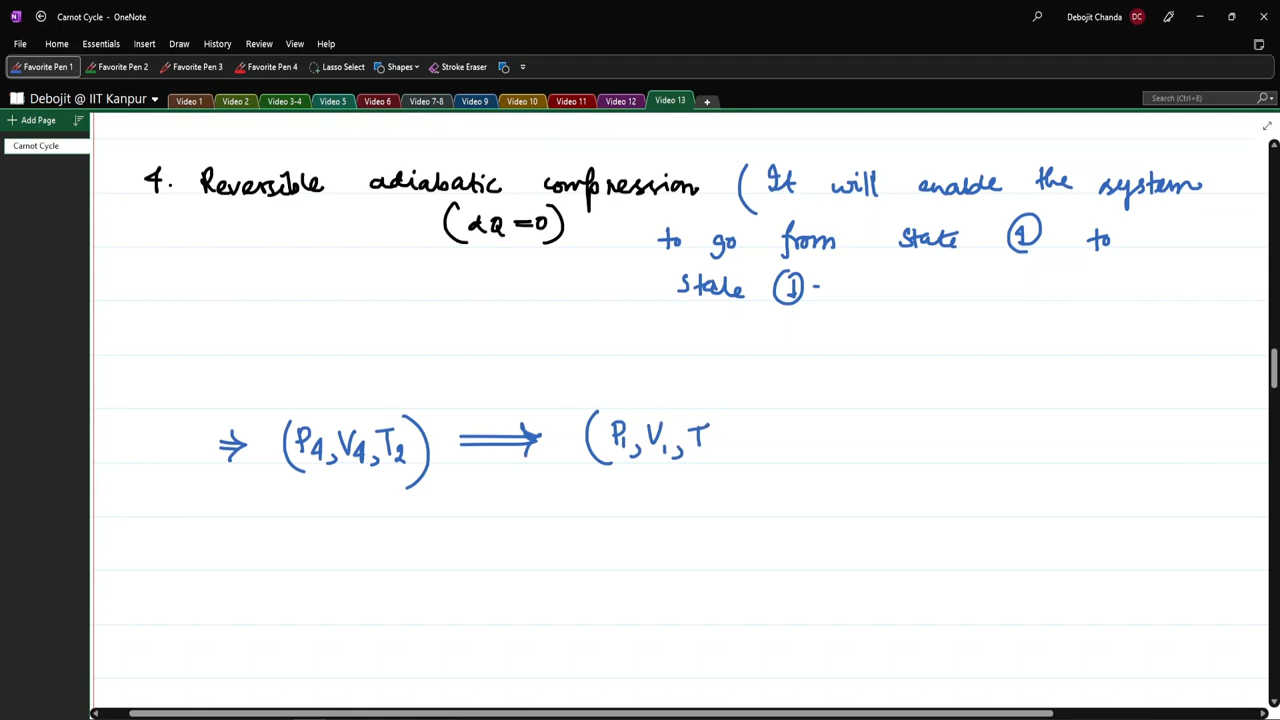 Carnot Cycle - OneNote
Debojit Chanda DC
File Home Essentials Insert Draw History Review View Help
Favorite Pen 1 Favorite Pen 2 Favorite Pen 3 Favorite Pen 4 Lasso Select Shapes Stroke Eraser
Debojit @ IIT Kanpur Video 1 Video 2 Video 3-4 Video 5 Video 6 Video 7-8 Video 9 Video 10 Video 11 Video 12 Video 13 +
Search (Ctrl+E)
+ Add Page
Carnot Cycle
4. Reversible adiabatic compression (It will enable the system
(dQ=0) to go from state ④ to
state ①.
⇒ (P₄,V₄,T₂) ⟹ (P₁,V₁,T